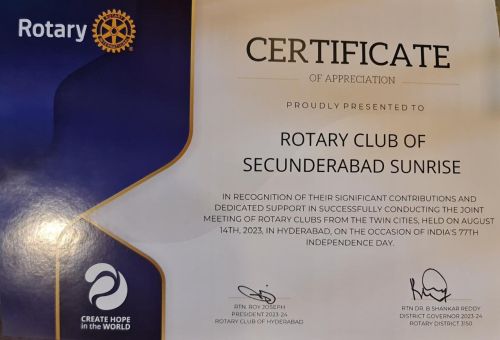 Rotary
CERTIFICATE
OF APPRECIATION
PROUDLY PRESENTED TO
ROTARY CLUB OF
SECUNDERABAD SUNRISE
IN RECOGNITION OF THEIR SIGNIFICANT CONTRIBUTIONS AND
DEDICATED SUPPORT IN SUCCESSFULLY CONDUCTING THE JOINT
MEETING OF ROTARY CLUBS FROM THE TWIN CITIES, HELD ON AUGUST
14TH, 2023, IN HYDERABAD, ON THE OCCASION OF INDIA'S 77TH
INDEPENDENCE DAY.
RTN. ROY JOSEPH
PRESIDENT 2023-24
ROTARY CLUB OF HYDERABAD
RTN DR. B SHANKAR REDDY
DISTRICT GOVERNOR 2023-24
ROTARY DISTRICT 3150
CREATE HOPE
in the WORLD